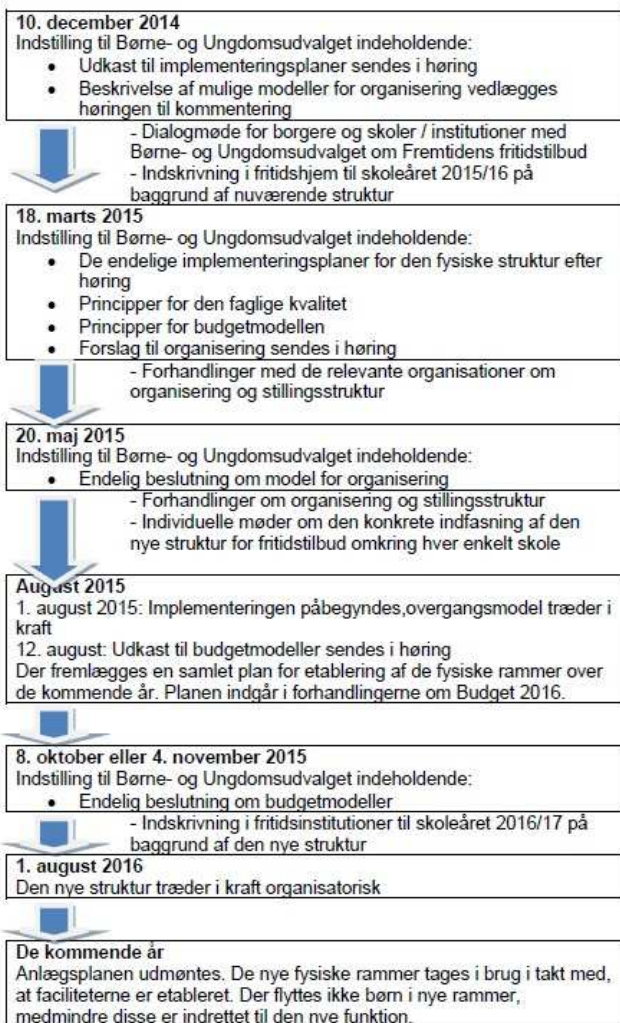 10. december 2014
Indstilling til Børne- og Ungdomsudvalget indeholdende:
• Udkast til implementeringsplaner sendes i høring
• Beskrivelse af mulige modeller for organisering vedlægges
høringen til kommentering
- Dialogmøde for borgere og skoler / institutioner med
Børne- og Ungdomsudvalget om Fremtidens fritidstilbud
- Indskrivning i fritidshjem til skoleåret 2015/16 på
baggrund af nuværende struktur
18. marts 2015
Indstilling til Børne- og Ungdomsudvalget indeholdende:
• De endelige implementeringsplaner for den fysiske struktur efter
høring
• Principper for den faglige kvalitet
• Principper for budgetmodellen
• Forslag til organisering sendes i høring
- Forhandlinger med de relevante organisationer om
organisering og stillingsstruktur
20. maj 2015
Indstilling til Børne- og Ungdomsudvalget indeholdende:
• Endelig beslutning om model for organisering
- Forhandlinger om organisering og stillingsstruktur
- Individuelle møder om den konkrete indfasning af den
nye struktur for fritidstilbud omkring hver enkelt skole
August 2015
1. august 2015: Implementeringen påbegyndes,overgangsmodel træder i
kraft
12. august: Udkast til budgetmodeller sendes i høring
Der fremlægges en samlet plan for etablering af de fysiske rammer over
de kommende år. Planen indgår i forhandlingerne om Budget 2016.
8. oktober eller 4. november 2015
Indstilling til Børne- og Ungdomsudvalget indeholdende:
• Endelig beslutning om budgetmodeller
- Indskrivning i fritidsinstitutioner til skoleåret 2016/17 på
baggrund af den nye struktur
1. august 2016
Den nye struktur træder i kraft organisatorisk
De kommende år
Anlægsplanen udmøntes. De nye fysiske rammer tages i brug i takt med,
at faciliteterne er etableret. Der flyttes ikke børn i nye rammer,
medmindre disse er indrettet til den nye funktion.